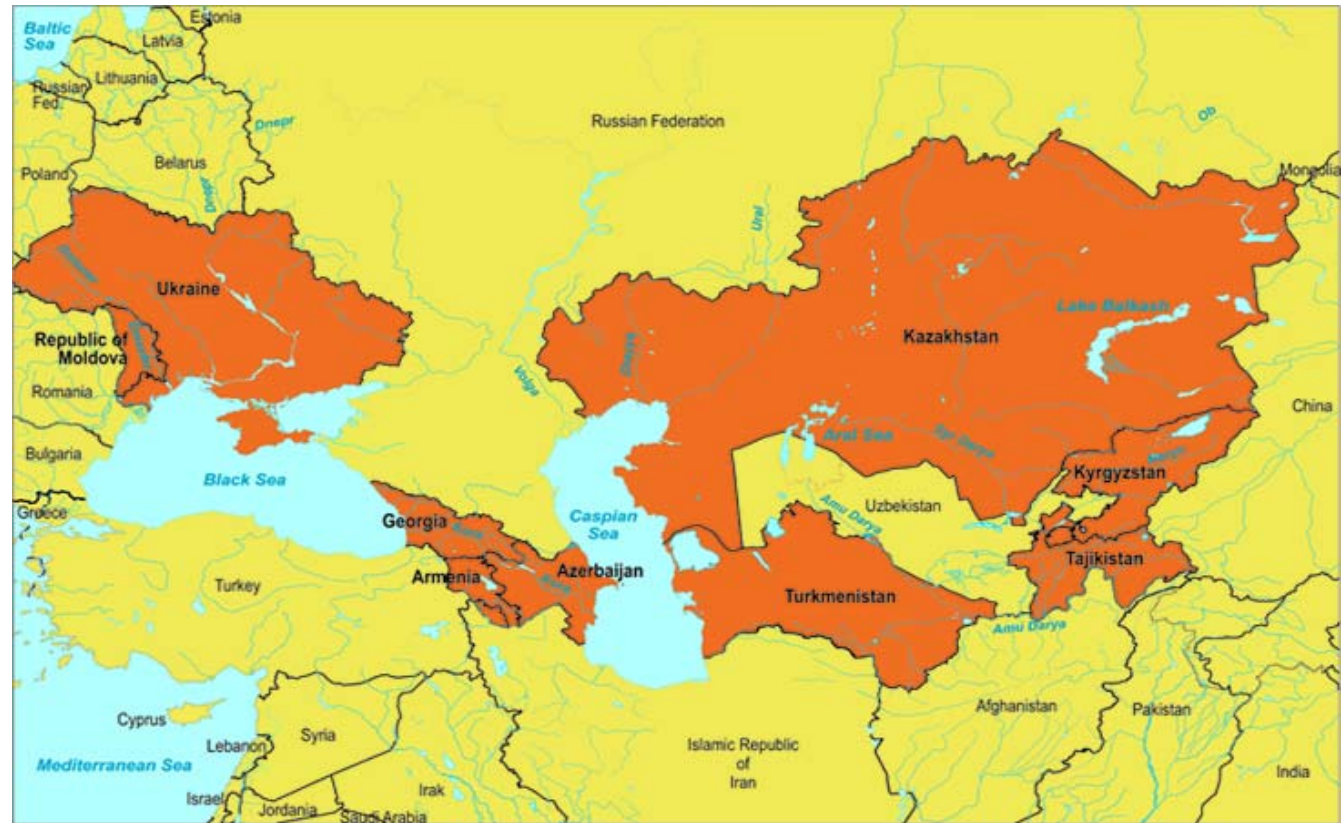 Estonia
Baltic
Sea
Latvia
Lithuania
Russian
Fed.
Dnepr
Russian Federation
Ob
Belarus
Poland
Mongolia
Dnepr
Ural
Ukraine
Lake Balkash
Republic of
Moldova
Kazakhstan
Volga
Romania
China
Aral Sea
Syr Darya
Bulgaria
Black Sea
Kyrgyzstan
Uzbekistan
Greece
Georgia
Caspian
Sea
Amu Darya
Tajikistan
Armenia
Azerbaijan
Turkey
Turkmenistan
Amu Darya
Afghanistan
Pakistan
Cyprus
Syria
Lebanon
Islamic Republic
of
Iran
Mediterranean Sea
India
Israel
Irak
Jordania
Saudi Arabia